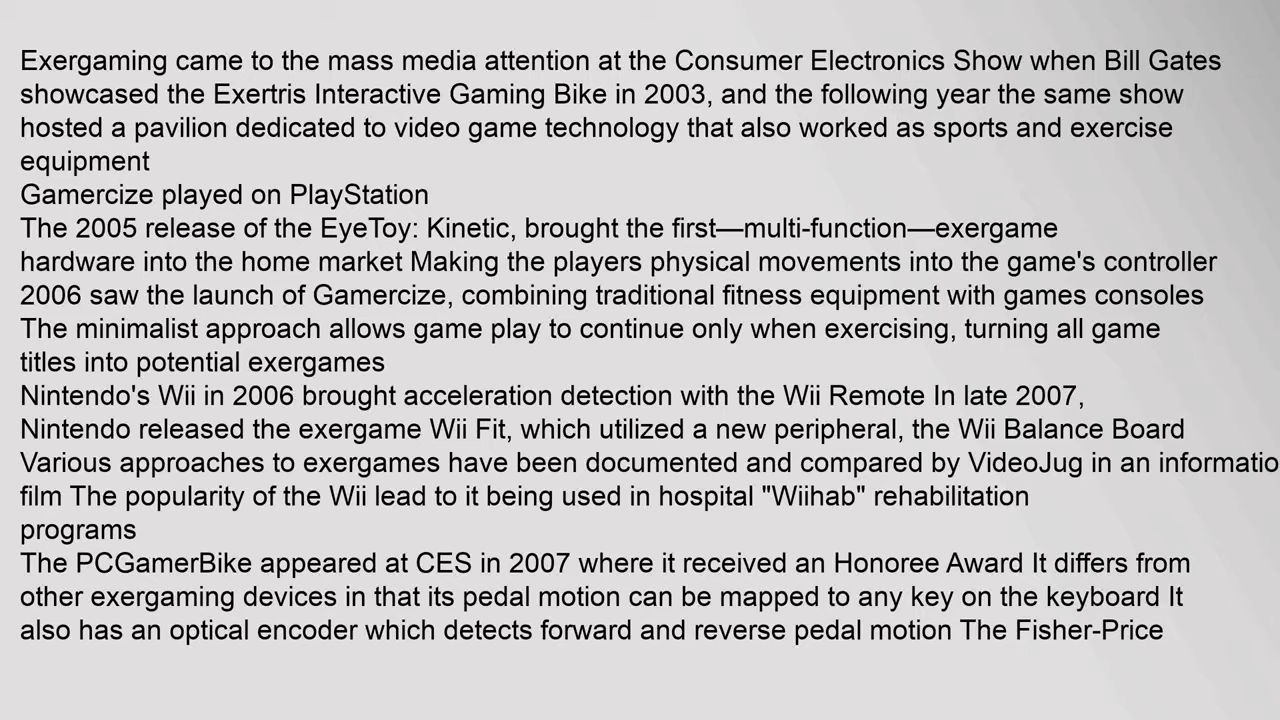 Exergaming came to the mass media attention at the Consumer Electronics Show when Bill Gates
showcased the Exertris Interactive Gaming Bike in 2003, and the following year the same show
hosted a pavilion dedicated to video game technology that also worked as sports and exercise
equipment
Gamercize played on PlayStation
The 2005 release of the EyeToy: Kinetic, brought the first—multi-function—exergame
hardware into the home market Making the players physical movements into the game's controller
2006 saw the launch of Gamercize, combining traditional fitness equipment with games consoles
The minimalist approach allows game play to continue only when exercising, turning all game
titles into potential exergames
Nintendo's Wii in 2006 brought acceleration detection with the Wii Remote In late 2007,
Nintendo released the exergame Wii Fit, which utilized a new peripheral, the Wii Balance Board
Various approaches to exergames have been documented and compared by VideoJug in an informatio
film The popularity of the Wii lead to it being used in hospital "Wiihab" rehabilitation
programs
The PCGamerBike appeared at CES in 2007 where it received an Honoree Award It differs from
other exergaming devices in that its pedal motion can be mapped to any key on the keyboard It
also has an optical encoder which detects forward and reverse pedal motion The Fisher-Price